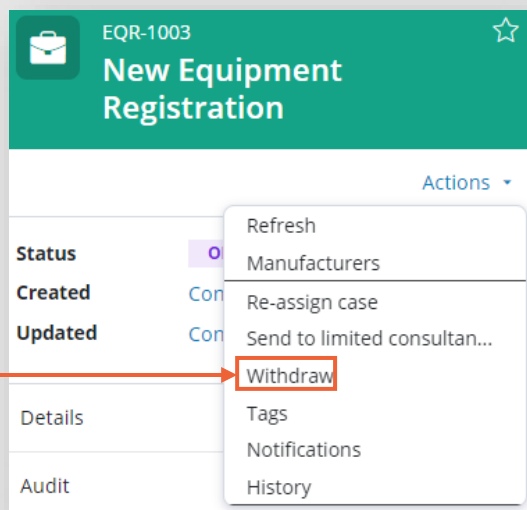 EQR-1003
New Equipment
Registration
Actions
Status
Created
Updated
Details
Audit
Refresh
Manufacturers
Re-assign case
Send to limited consultan...
Withdraw
Tags
Notifications
History